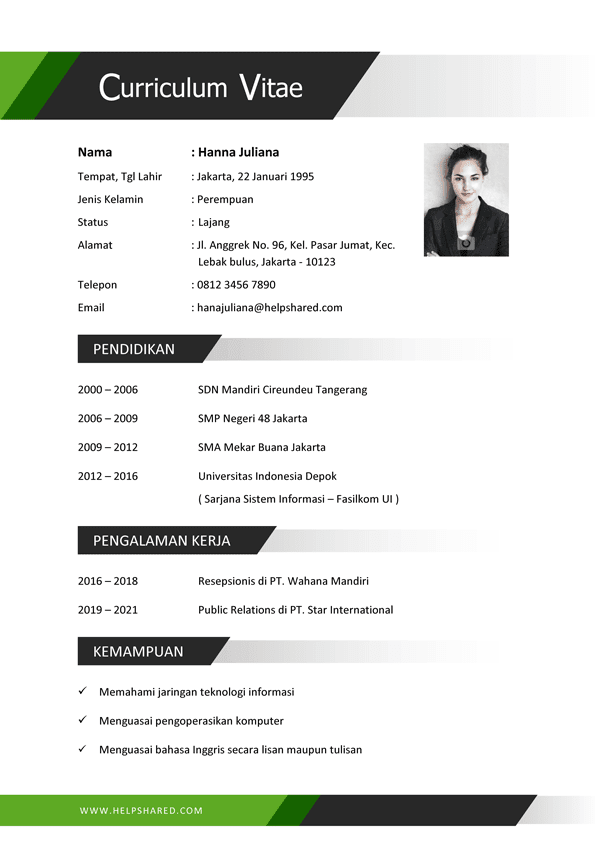 Curriculum Vitae
Nama : Hanna Juliana
Tempat, Tgl Lahir : Jakarta, 22 Januari 1995
Jenis Kelamin : Perempuan
Status : Lajang
Alamat : Jl. Anggrek No. 96, Kel. Pasar Jumat, Kec.
Lebak bulus, Jakarta - 10123
Telepon : 0812 3456 7890
Email : hanajuliana@helpshared.com
PENDIDIKAN
2000 – 2006 SDN Mandiri Cireundeu Tangerang
2006 – 2009 SMP Negeri 48 Jakarta
2009 – 2012 SMA Mekar Buana Jakarta
2012 – 2016 Universitas Indonesia Depok
( Sarjana Sistem Informasi – Fasilkom UI )
PENGALAMAN KERJA
2016 – 2018 Resepsionis di PT. Wahana Mandiri
2019 – 2021 Public Relations di PT. Star International
KEMAMPUAN
✓ Memahami jaringan teknologi informasi
✓ Menguasai pengoperasikan komputer
✓ Menguasai bahasa Inggris secara lisan maupun tulisan
WWW.HELPSHARED.COM